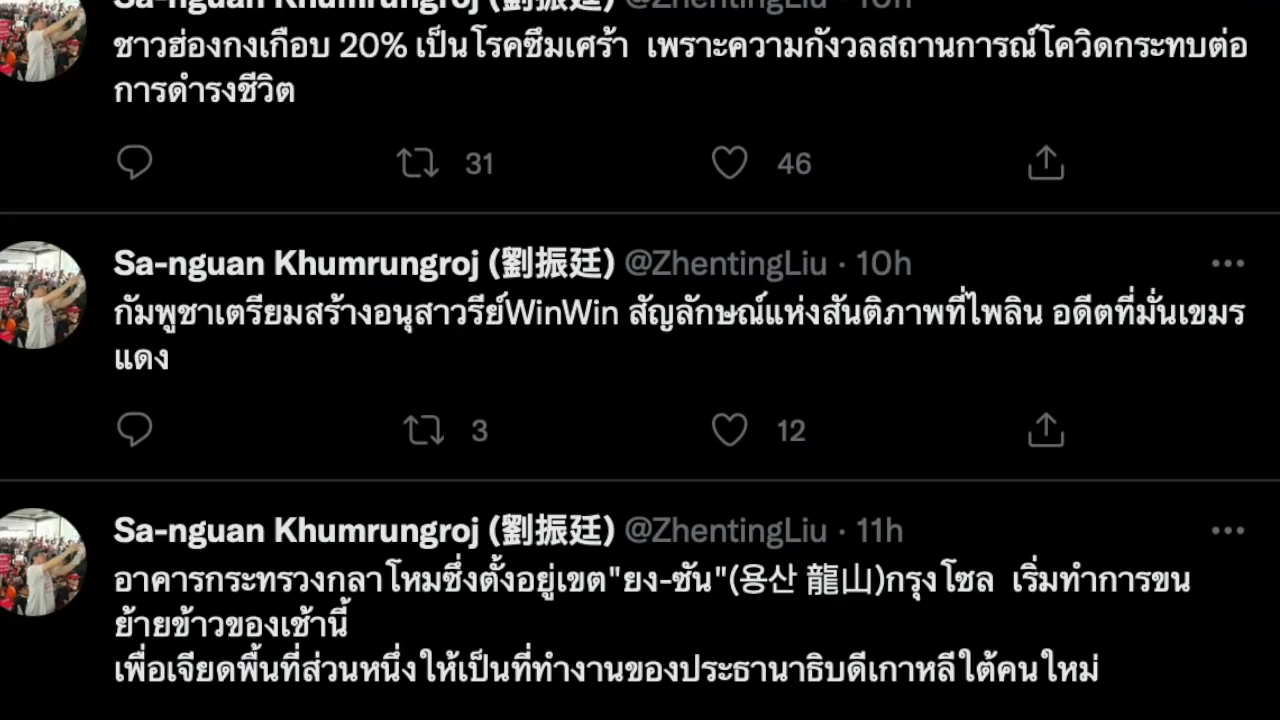 Sa-nguan Khumrungroj (劉振廷) @ZhentingLiu · 10h
ชาวฮ่องกงเกือบ 20% เป็นโรคซึมเศร้า เพราะความกังวลสถานการณ์โควิดกระทบต่อ
การดำรงชีวิต
31 46
Sa-nguan Khumrungroj (劉振廷) @ZhentingLiu · 10h
กัมพูชาเตรียมสร้างอนุสาวรีย์WinWin สัญลักษณ์แห่งสันติภาพที่ไพลิน อดีตที่มั่นเขมร
แดง
3 12
Sa-nguan Khumrungroj (劉振廷) @ZhentingLiu · 11h
อาคารกระทรวงกลาโหมซึ่งตั้งอยู่เขต"ยง-ซัน"(용산 龍山)กรุงโซล เริ่มทำการขน
ย้ายข้าวของเช้านี้
เพื่อเจียดพื้นที่ส่วนหนึ่งให้เป็นที่ทำงานของประธานาธิบดีเกาหลีใต้คนใหม่